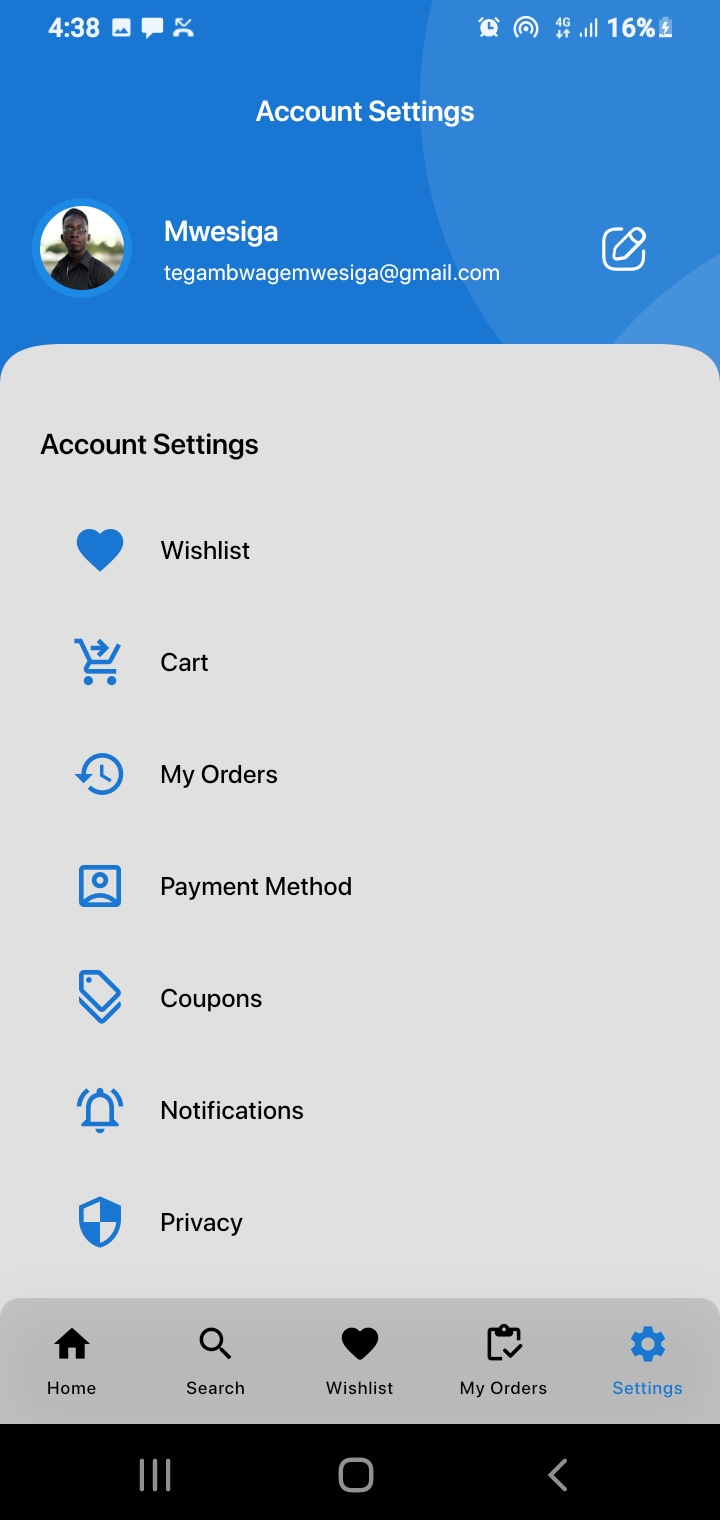 4:38 4G 16%
Account Settings
Mwesiga
tegambwagemwesiga@gmail.com
Account Settings
Wishlist
Cart
My Orders
Payment Method
Coupons
Notifications
Privacy
Home Search Wishlist My Orders Settings